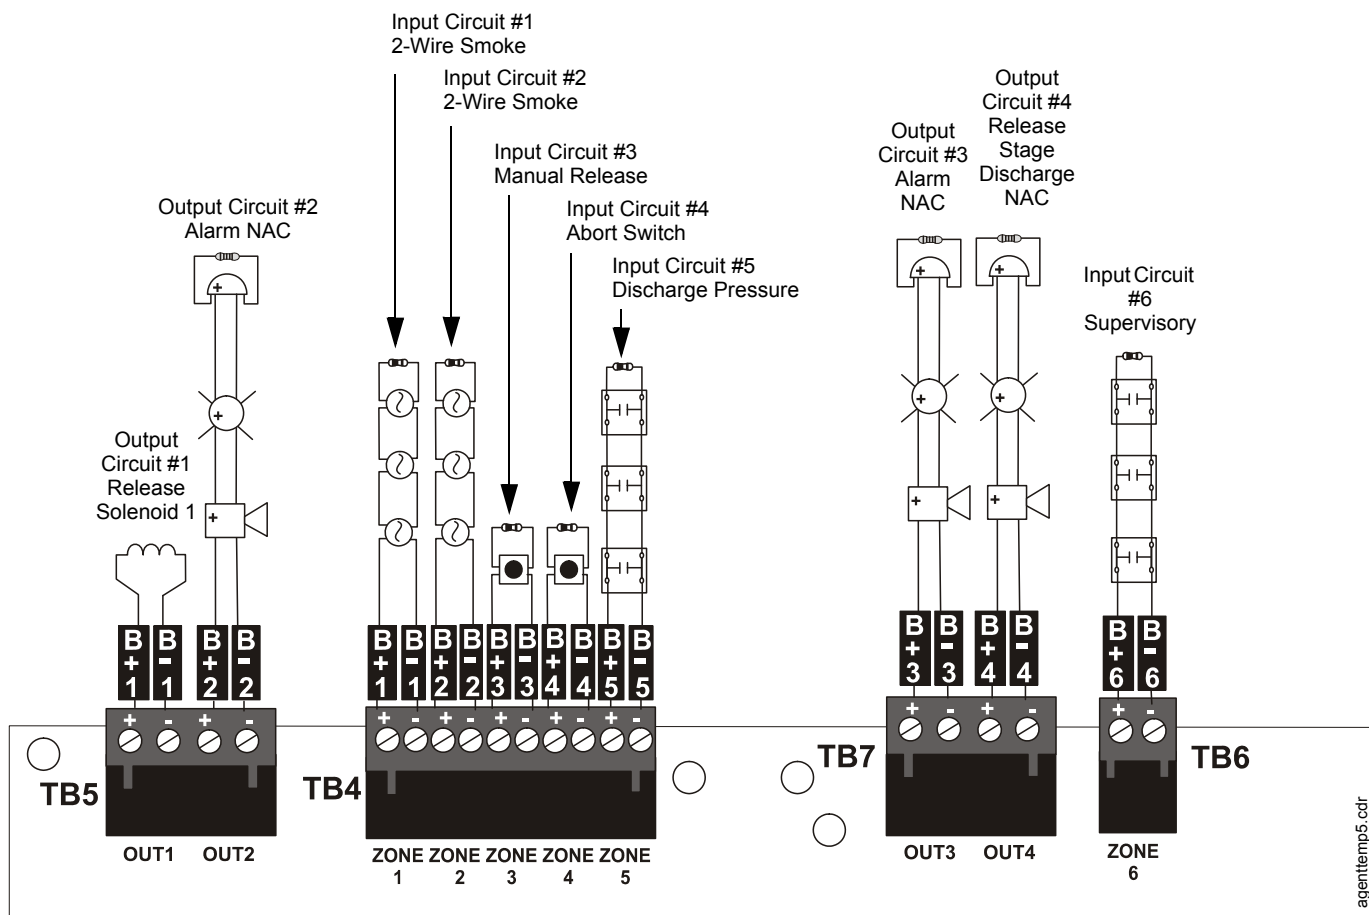 Input Circuit #1
2-Wire Smoke
Input Circuit #2
2-Wire Smoke
Input Circuit #3
Manual Release
Input Circuit #4
Abort Switch
Input Circuit #5
Discharge Pressure
Output Circuit #2
Alarm NAC
Output
Circuit #1
Release
Solenoid 1
Output
Circuit #3
Alarm
NAC
Output
Circuit #4
Release
Stage
Discharge
NAC
Input Circuit
#6
Supervisory
+
+
+
+
+
+
+
+
+
B+1
B-1
B+2
B-2
B+1
B-1
B+2
B-2
B+3
B-3
B+4
B-4
B+5
B-5
B+3
B-3
B+4
B-4
B+6
B-6
+ - + -
+ - + - + - + - + -
+ - + -
+ -
TB5
TB4
TB7
TB6
OUT1
OUT2
ZONE
1
ZONE
2
ZONE
3
ZONE
4
ZONE
5
OUT3
OUT4
ZONE
6
agenttemp5.cdr